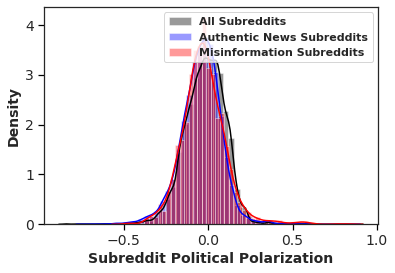 All Subreddits
Authentic News Subreddits
Misinformation Subreddits
4
3
2
1
0
Density
−0.5
0.0
0.5
1.0
Subreddit Political Polarization